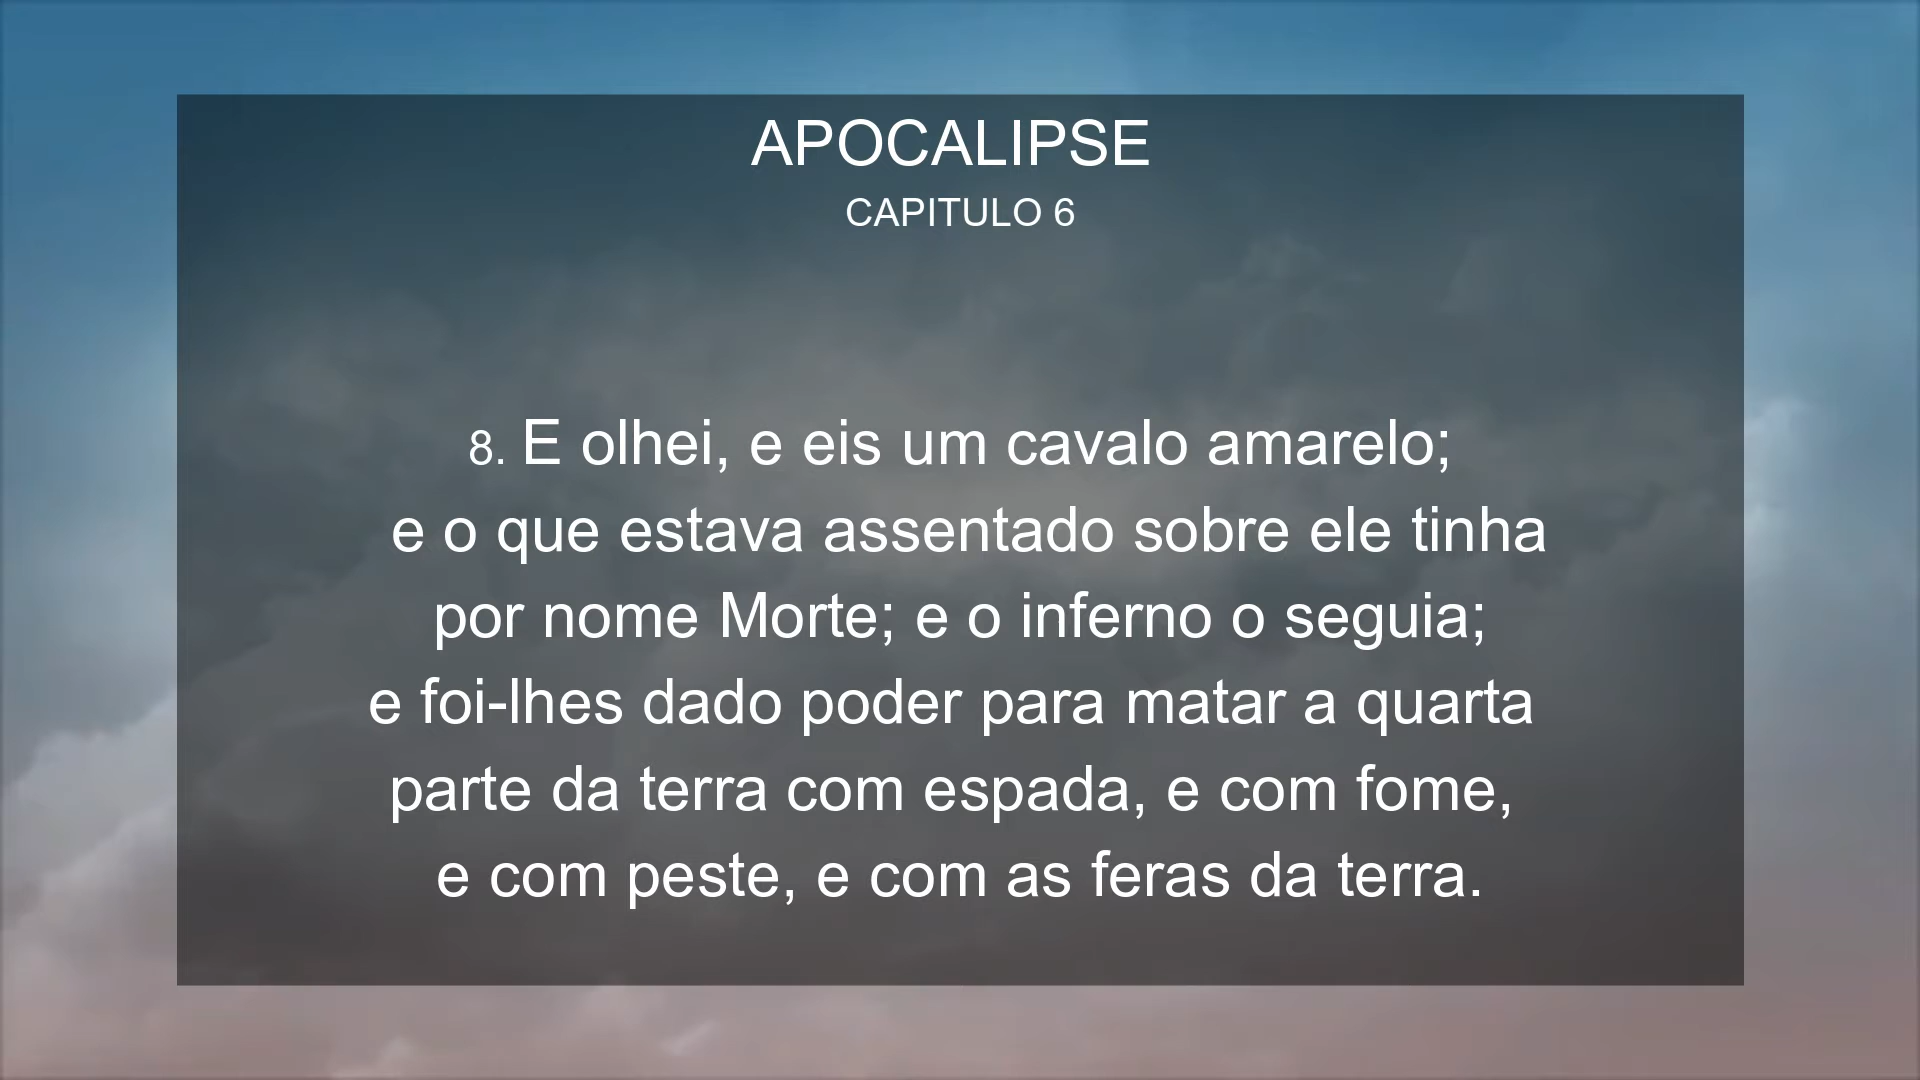 APOCALIPSE
CAPITULO 6
8. E olhei, e eis um cavalo amarelo;
e o que estava assentado sobre ele tinha
por nome Morte; e o inferno o seguia;
e foi-lhes dado poder para matar a quarta
parte da terra com espada, e com fome,
e com peste, e com as feras da terra.